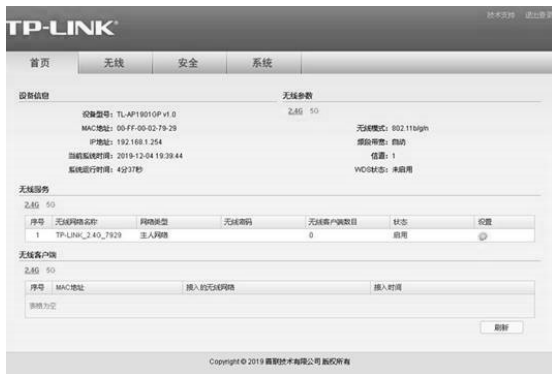 技术支持 退出登录
TP-LINK®
首页 无线 安全 系统
设备信息
设备型号：TL-AP1901GP v1.0
MAC地址：00-FF-00-02-79-29
IP地址：192.168.1.254
当前系统时间：2019-12-04 19:39:44
系统运行时间：4分37秒
无线参数
2.4G 5G
无线模式：802.11b/g/n
频段带宽：自动
信道：1
WDS状态：未启用
无线服务
2.4G 5G
序号 无线网络名称 网络类型 无线密码 无线客户端数目 状态 设置
1 TP-LINK_2.4G_7929 主人网络 0 启用
无线客户端
2.4G 5G
序号 MAC地址 接入的无线网络 接入时间
表格为空
刷新
Copyright © 2019 普联技术有限公司 版权所有